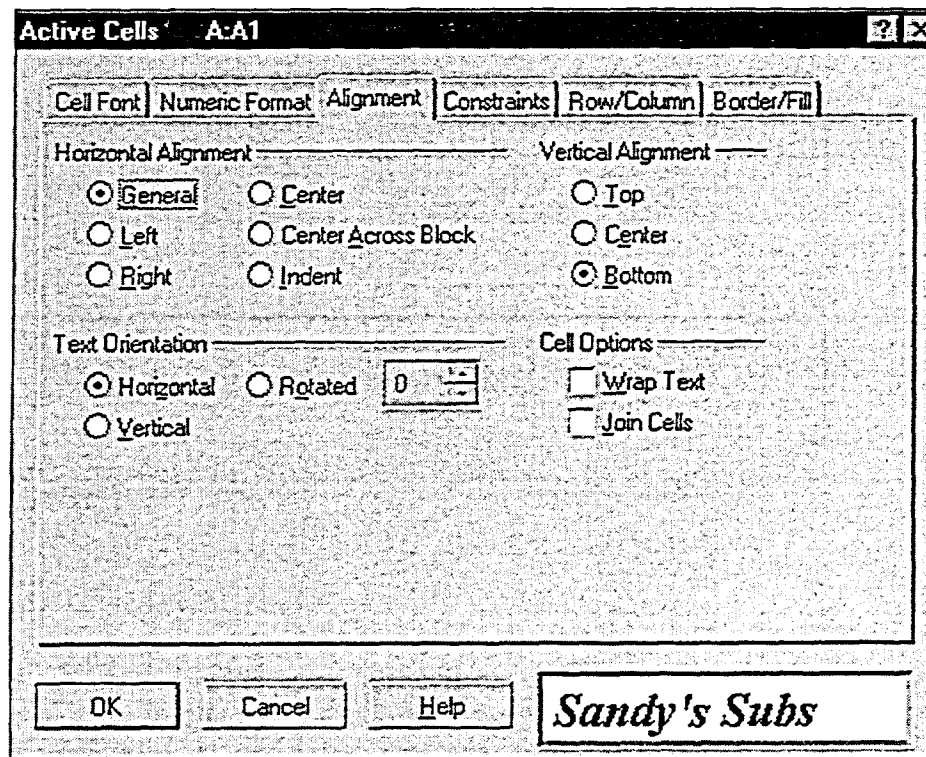 Active Cells A:A1
Cell Font Numeric Format Alignment Constraints Row/Column Border/Fill
Horizontal Alignment
General Center
Left Center Across Block
Right Indent
Vertical Alignment
Top
Center
Bottom
Text Orientation
Horizontal Rotated 0
Vertical
Cell Options
Wrap Text
Join Cells
OK Cancel Help Sandy's Subs